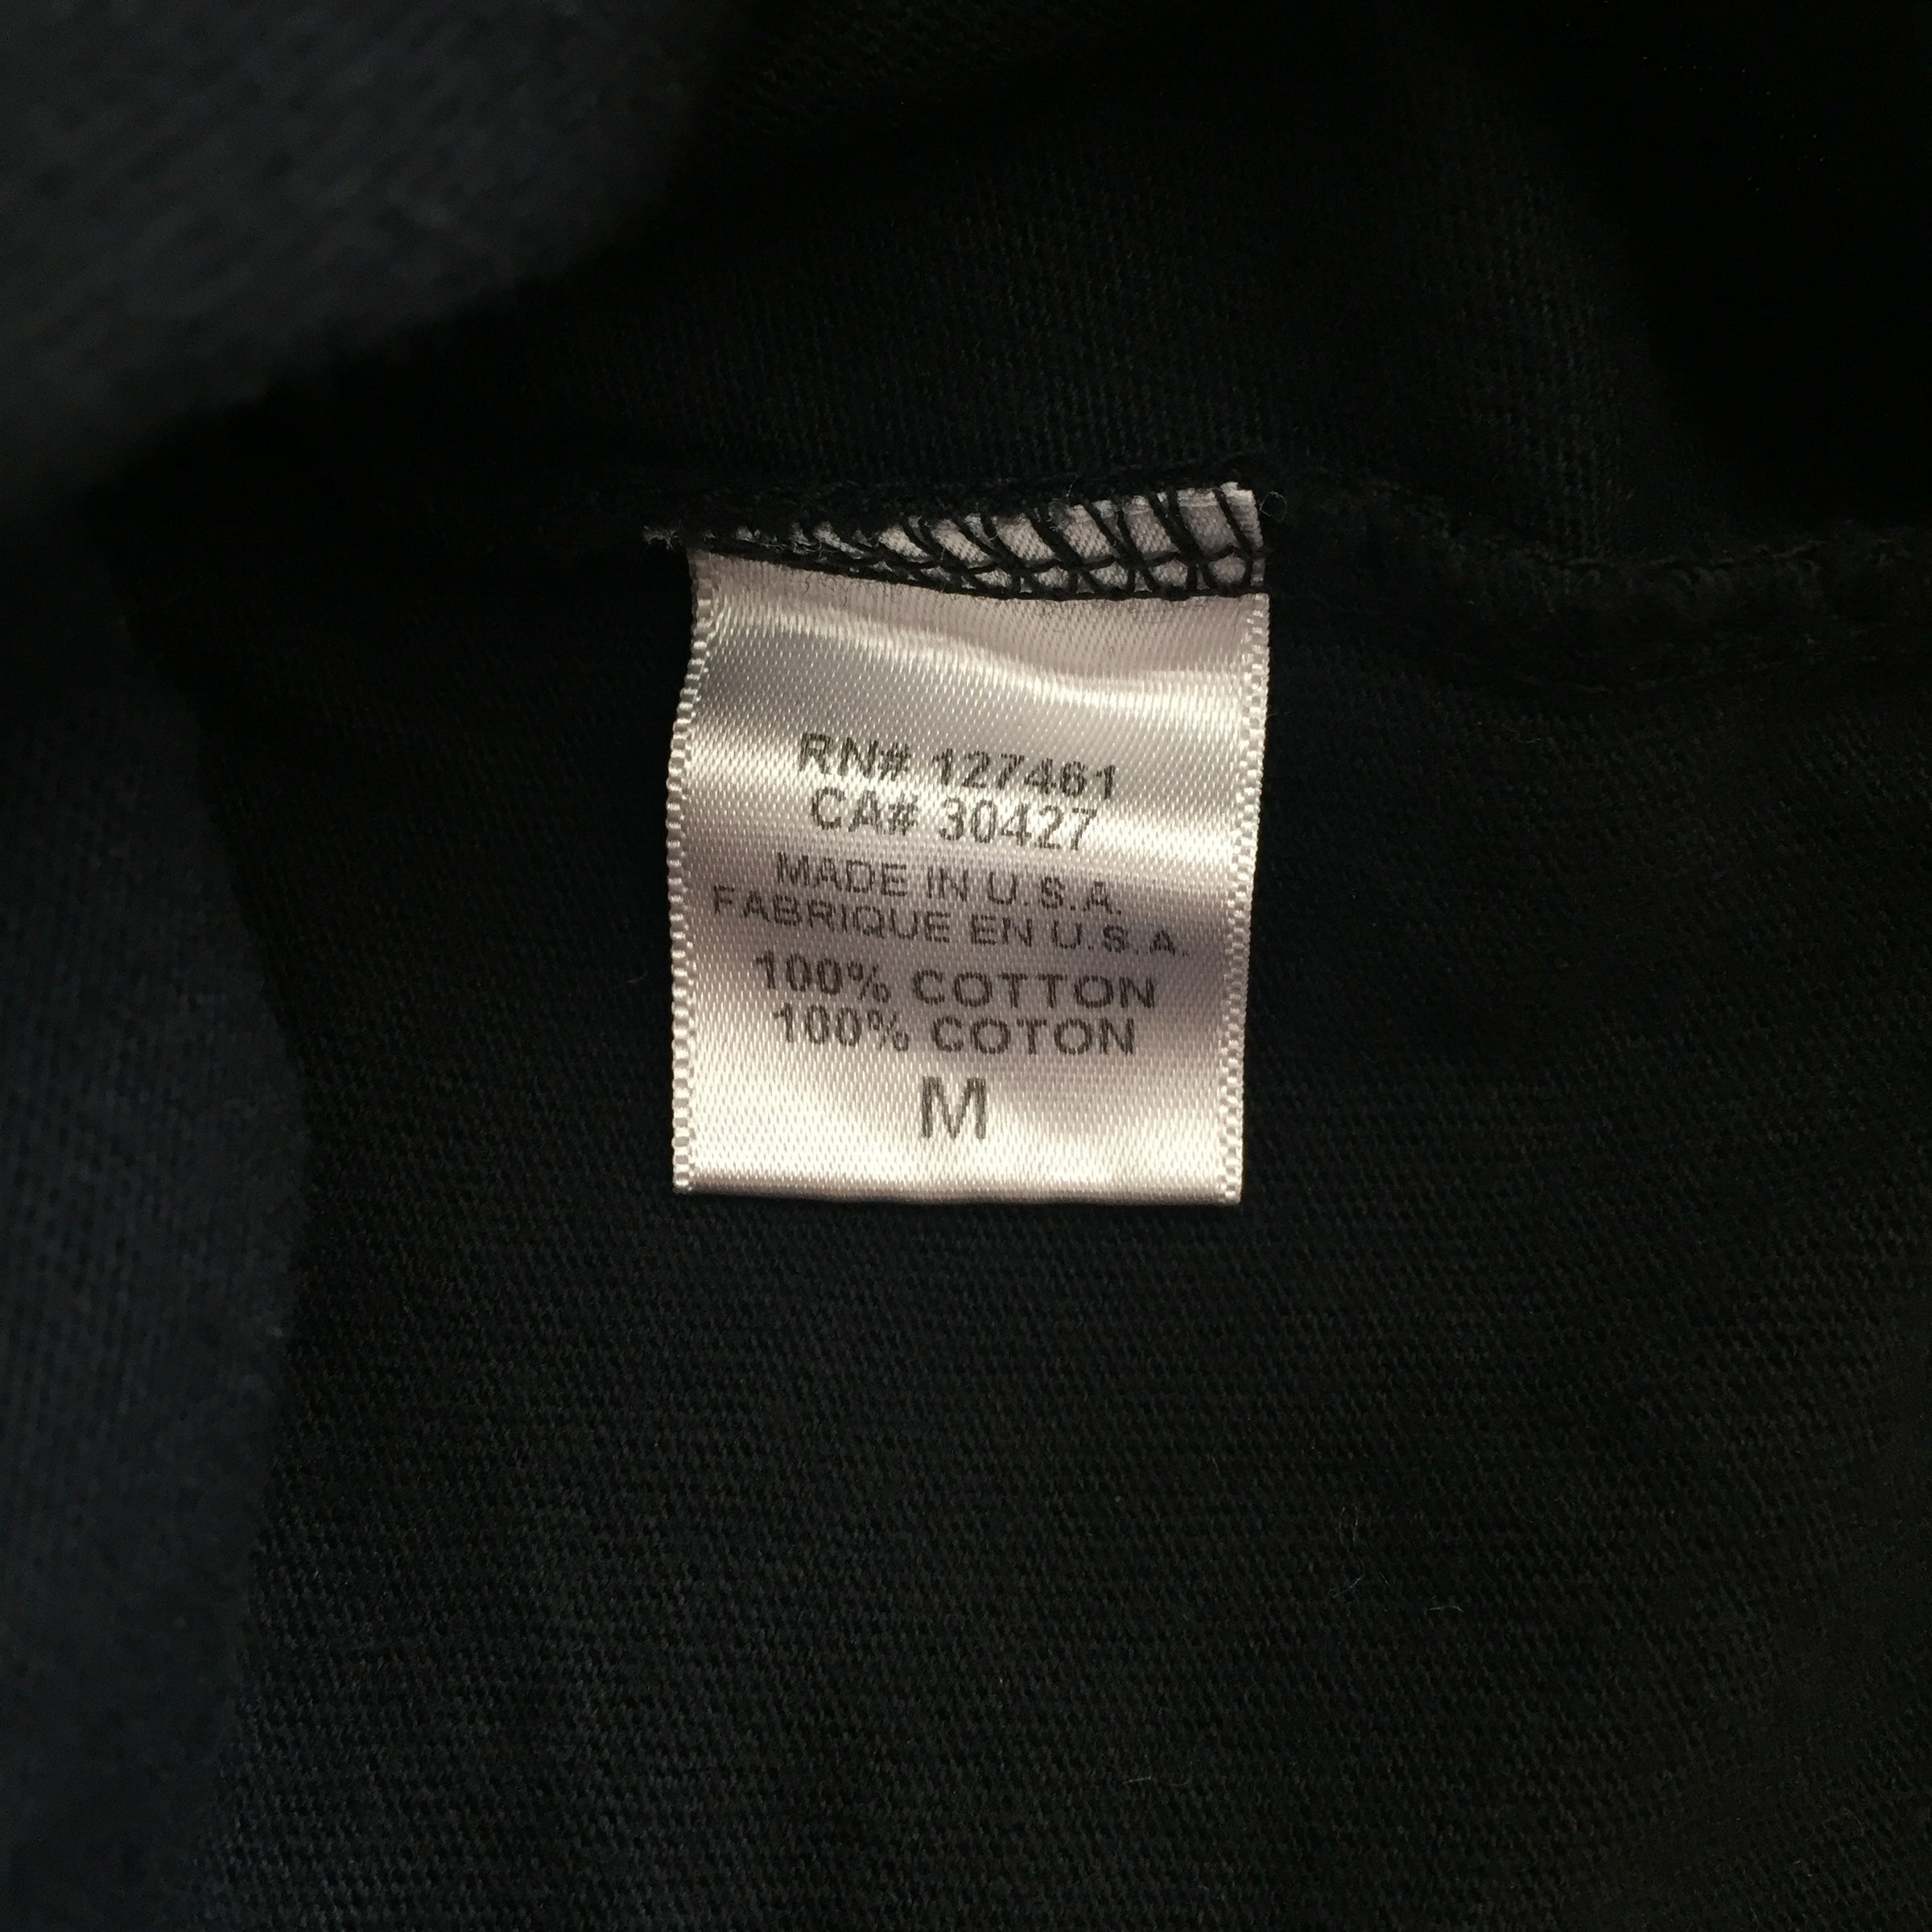 RN# 127461
CA# 30427
MADE IN U.S.A.
FABRIQUE EN U.S.A.
100% COTTON
100% COTON
M